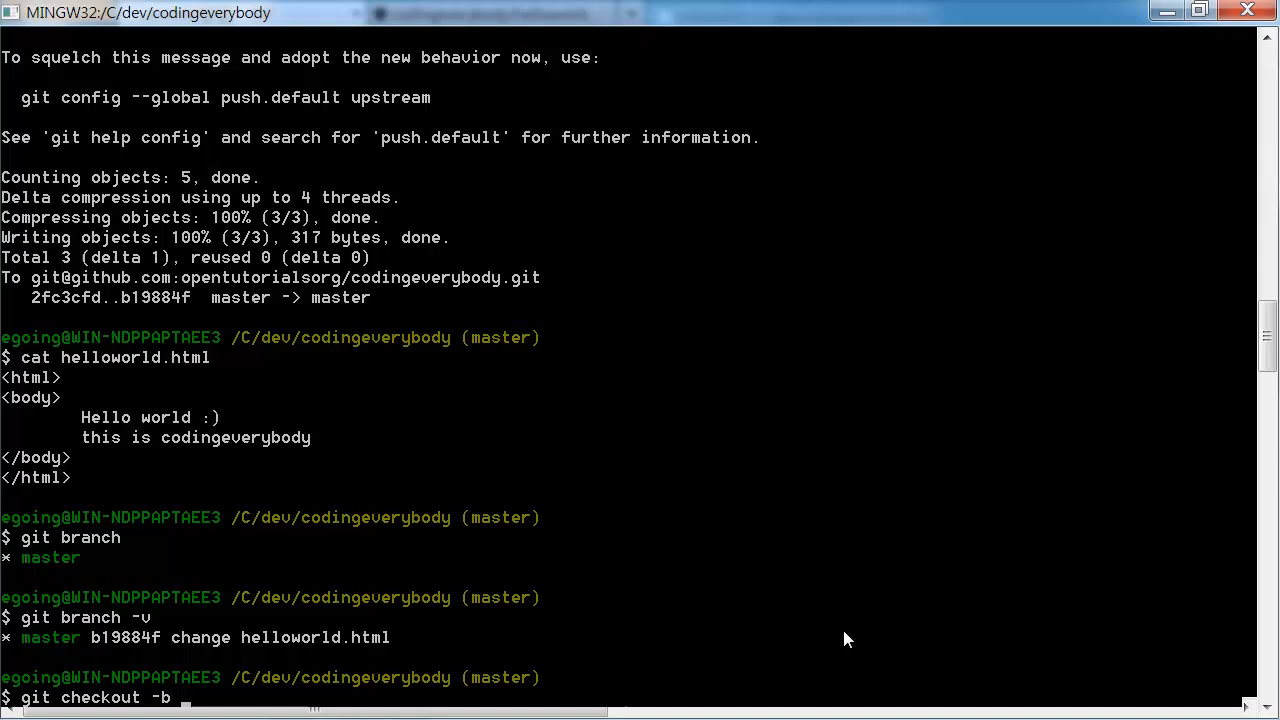 MINGW32:/C/dev/codingeverybody
To squelch this message and adopt the new behavior now, use:
git config --global push.default upstream
See 'git help config' and search for 'push.default' for further information.
Counting objects: 5, done.
Delta compression using up to 4 threads.
Compressing objects: 100% (3/3), done.
Writing objects: 100% (3/3), 317 bytes, done.
Total 3 (delta 1), reused 0 (delta 0)
To git@github.com:opentutorialsorg/codingeverybody.git
2fc3cfd..b19884f  master -> master
egoing@WIN-NDPPAPTAEE3 /C/dev/codingeverybody (master)
$ cat helloworld.html
<html>
<body>
Hello world :)
this is codingeverybody
</body>
</html>
egoing@WIN-NDPPAPTAEE3 /C/dev/codingeverybody (master)
$ git branch
* master
egoing@WIN-NDPPAPTAEE3 /C/dev/codingeverybody (master)
$ git branch -v
* master b19884f change helloworld.html
egoing@WIN-NDPPAPTAEE3 /C/dev/codingeverybody (master)
$ git checkout -b